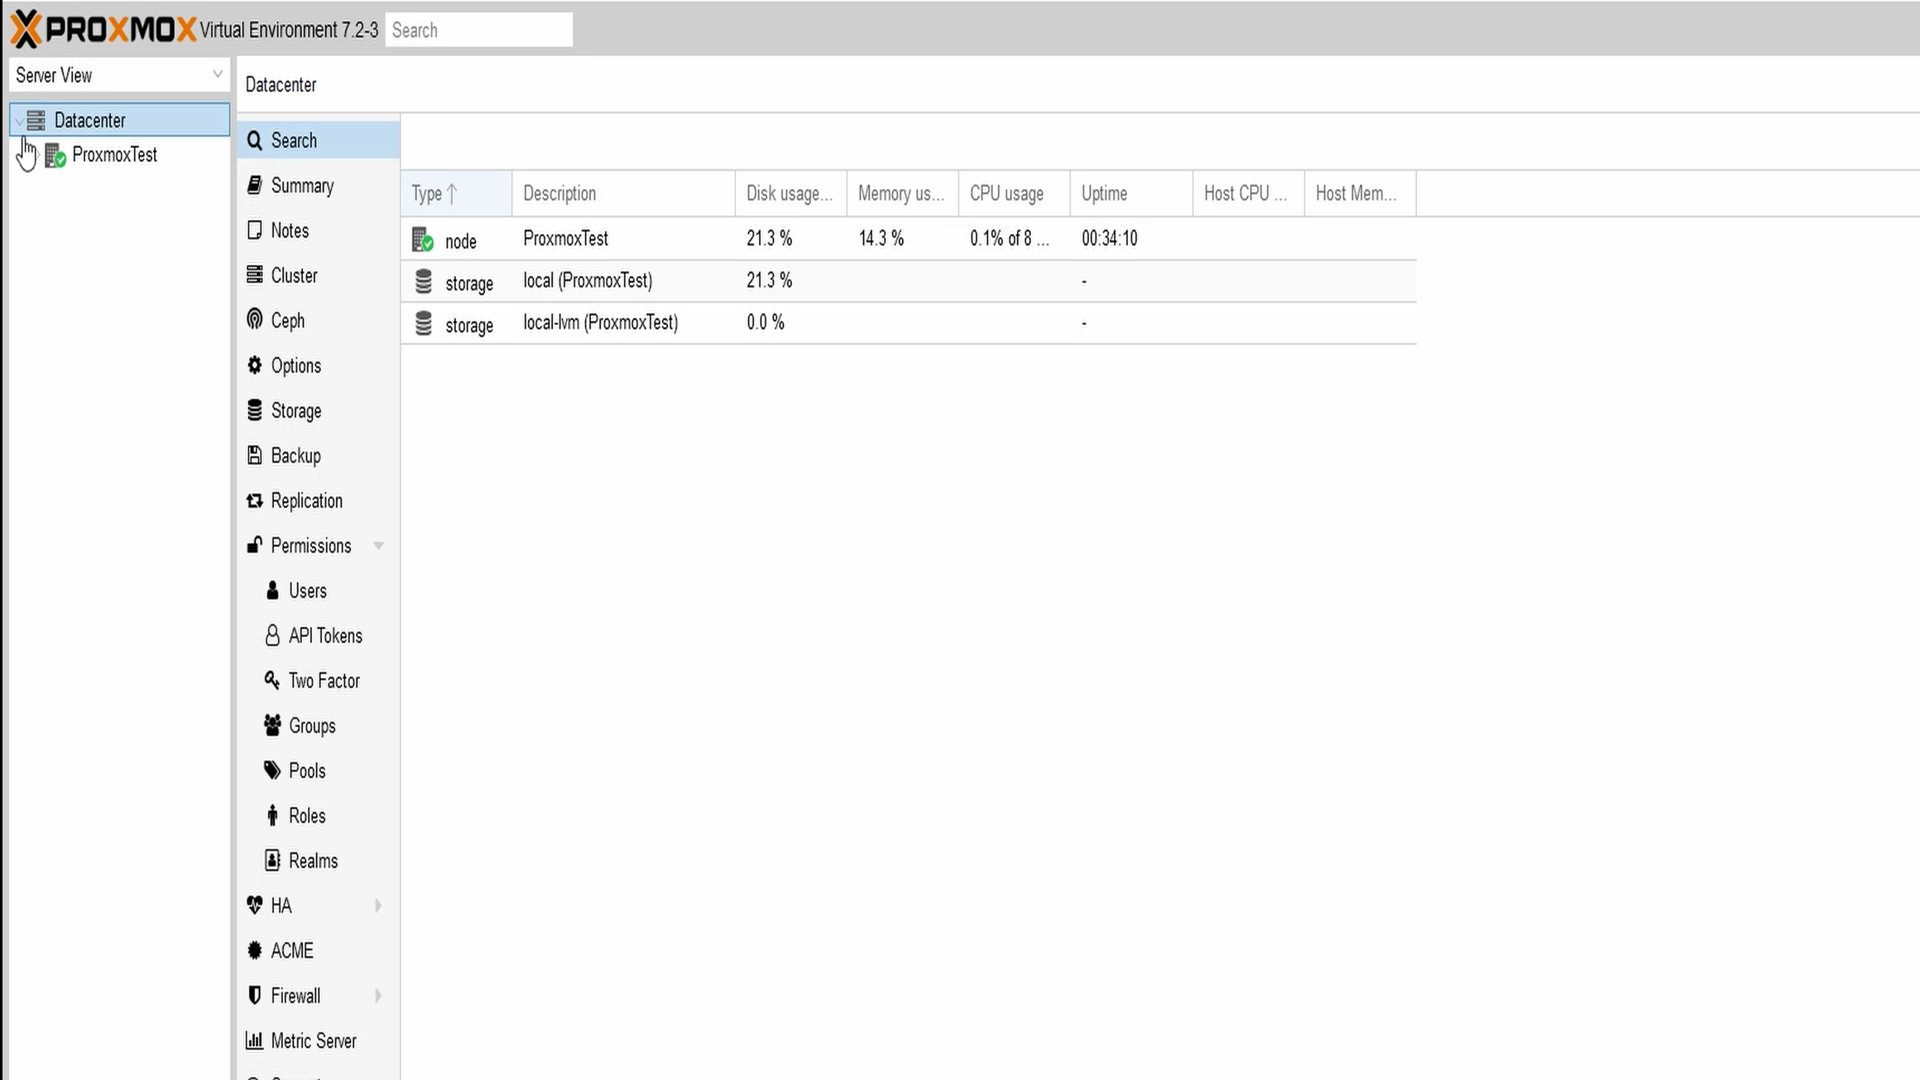 PROXMOX Virtual Environment 7.2-3 Search
Server View
Datacenter
ProxmoxTest
Datacenter
Search
Summary
Notes
Cluster
Ceph
Options
Storage
Backup
Replication
Permissions
Users
API Tokens
Two Factor
Groups
Pools
Roles
Realms
HA
ACME
Firewall
Metric Server
Type Description Disk usage... Memory us... CPU usage Uptime Host CPU ... Host Mem...
node ProxmoxTest 21.3 % 14.3 % 0.1% of 8 ... 00:34:10
storage local (ProxmoxTest) 21.3 % -
storage local-lvm (ProxmoxTest) 0.0 % -